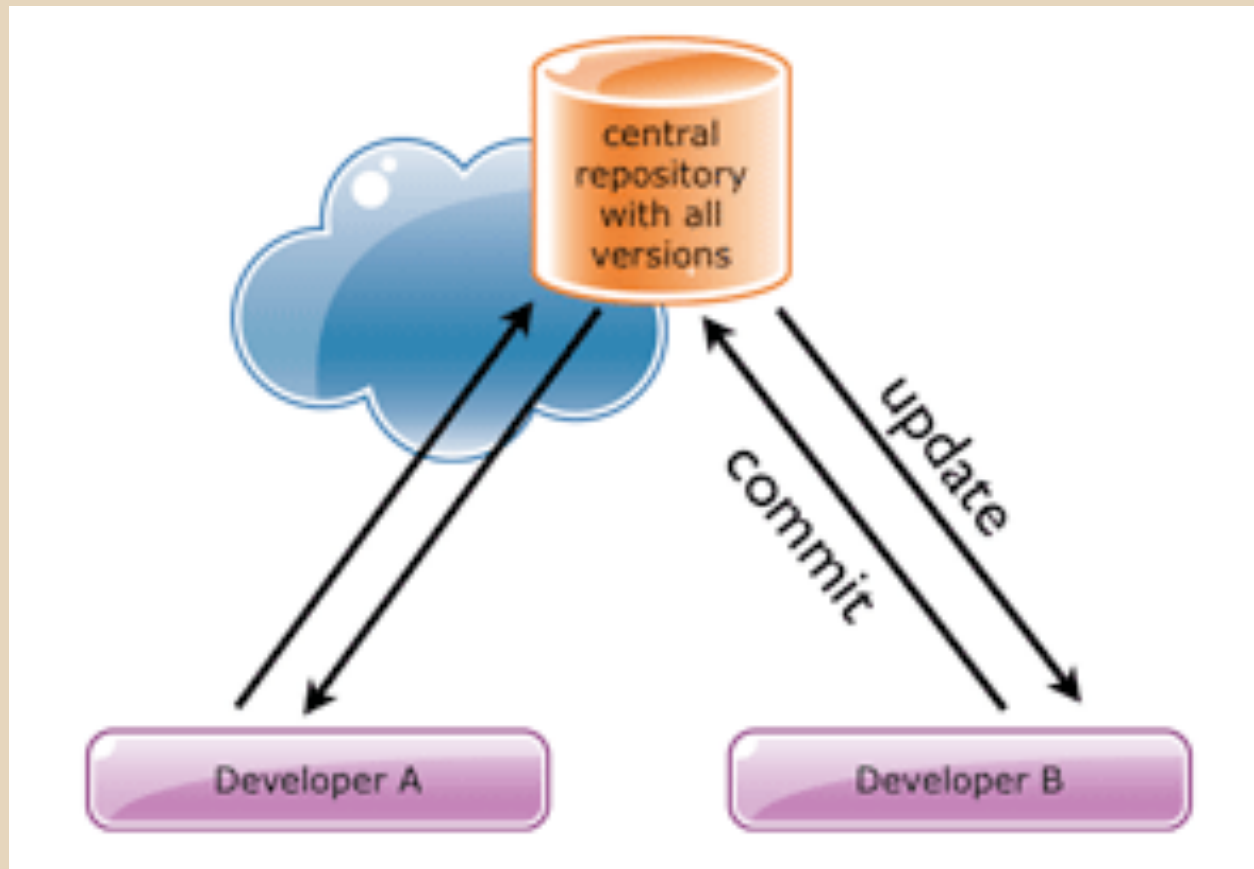 central
repository
with all
versions
update
commit
Developer A
Developer B